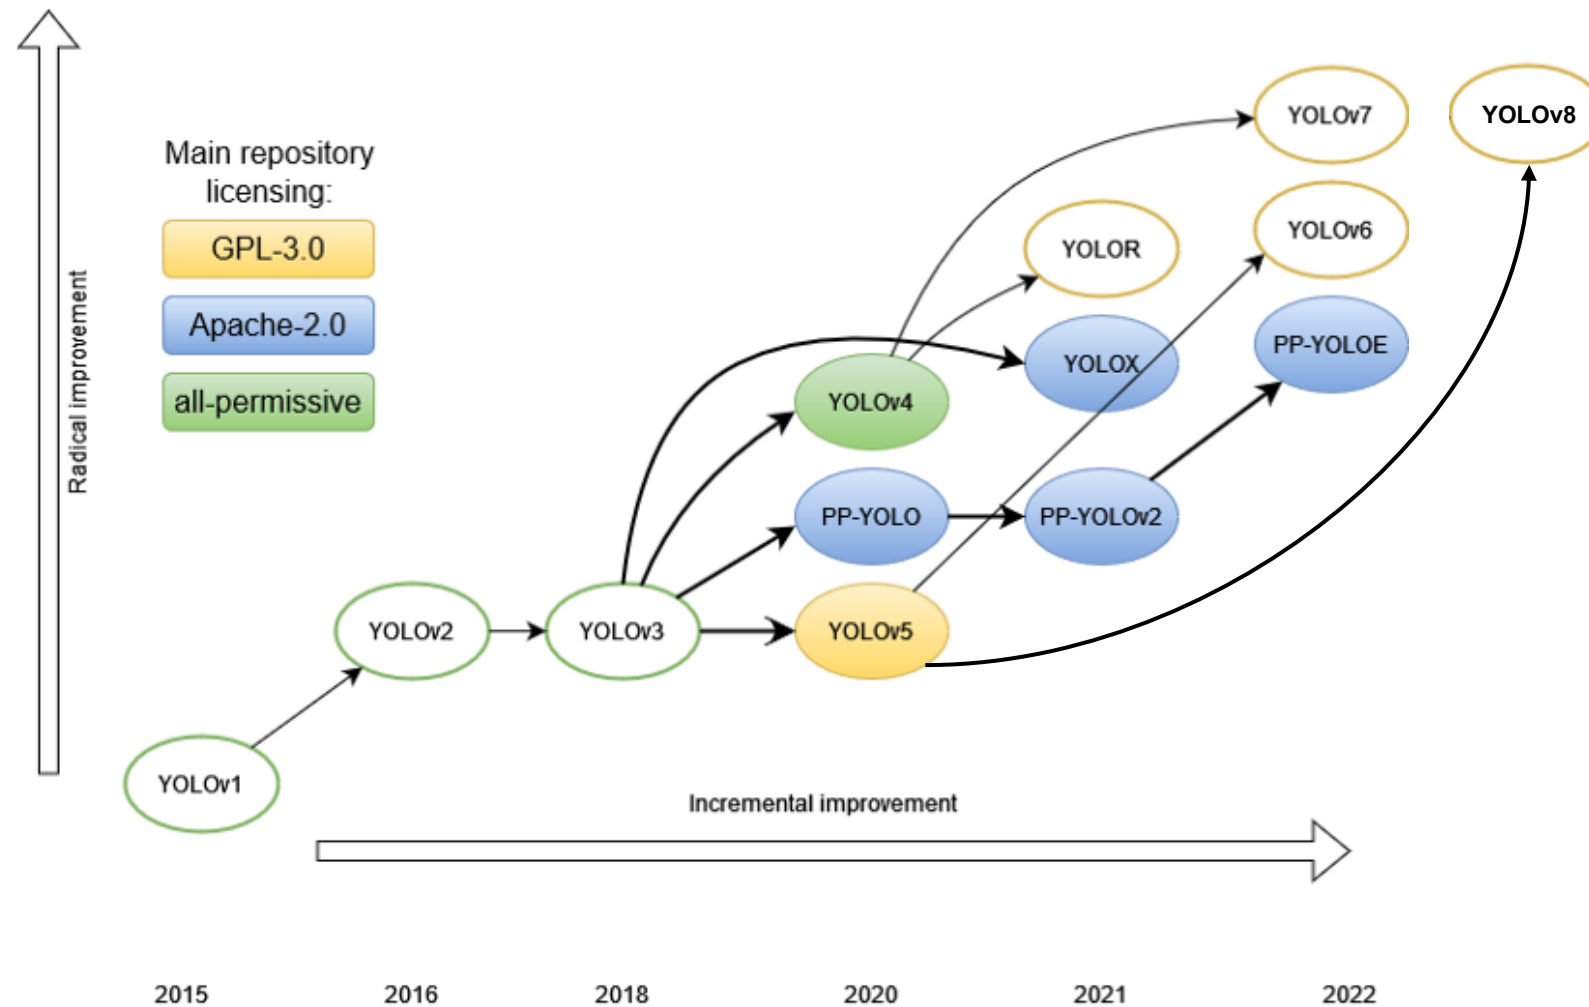 Main repository
licensing:
GPL-3.0
Apache-2.0
all-permissive
Radical improvement
YOLOv7
YOLOv8
YOLOR
YOLOv6
YOLOX
PP-YOLOE
YOLOv4
PP-YOLO
PP-YOLOv2
YOLOv2
YOLOv3
YOLOv5
YOLOv1
Incremental improvement
2015 2016 2018 2020 2021 2022